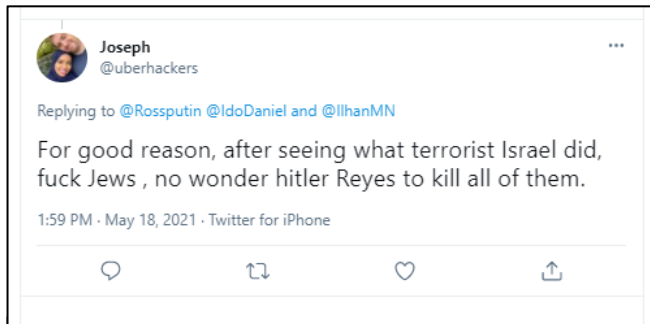 Joseph
@uberhackers
Replying to @Rossputin @IdoDaniel and @IlhanMN
For good reason, after seeing what terrorist Israel did,
fuck Jews , no wonder hitler Reyes to kill all of them.
1:59 PM · May 18, 2021 · Twitter for iPhone